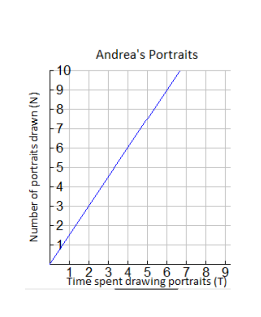 Andrea's Portraits
Number of portraits drawn (N)
10
9
8
7
6
5
4
3
2
1
1 2 3 4 5 6 7 8 9
Time spent drawing portraits (T)